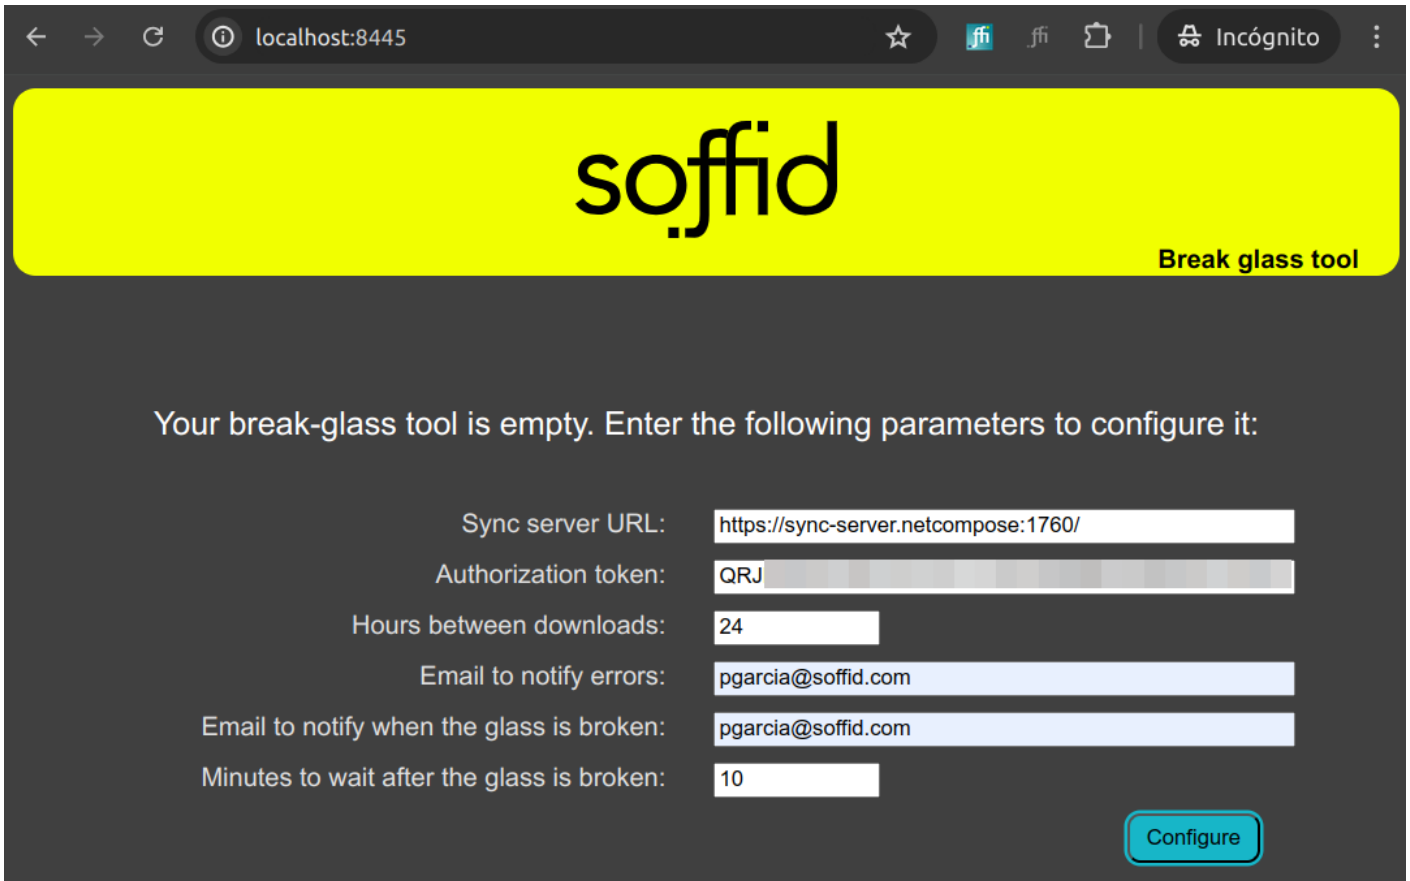 localhost:8445
ffi
ffi
Incógnito
soffid
Break glass tool
Your break-glass tool is empty. Enter the following parameters to configure it:
Sync server URL: https://sync-server.netcompose:1760/
Authorization token: QRJ
Hours between downloads: 24
Email to notify errors: pgarcia@soffid.com
Email to notify when the glass is broken: pgarcia@soffid.com
Minutes to wait after the glass is broken: 10
Configure